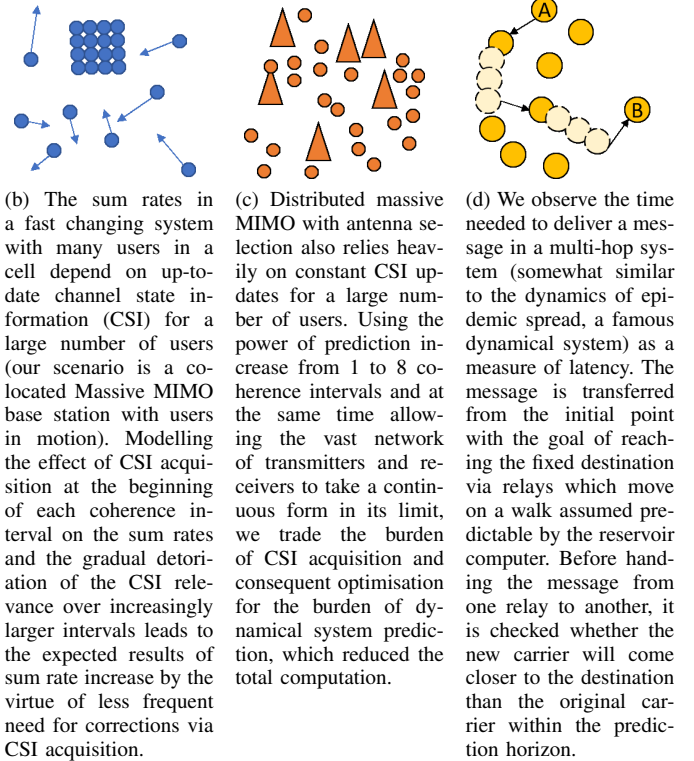 A
B
(b) The sum rates in
a fast changing system
with many users in a
cell depend on up-to-
date channel state in-
formation (CSI) for a
large number of users
(our scenario is a co-
located Massive MIMO
base station with users
in motion). Modelling
the effect of CSI acqui-
sition at the beginning
of each coherence in-
terval on the sum rates
and the gradual detori-
ation of the CSI rele-
vance over increasingly
larger intervals leads to
the expected results of
sum rate increase by the
virtue of less frequent
need for corrections via
CSI acquisition.
(c) Distributed massive
MIMO with antenna se-
lection also relies heav-
ily on constant CSI up-
dates for a large num-
ber of users. Using the
power of prediction in-
crease from 1 to 8 co-
herence intervals and at
the same time allow-
ing the vast network
of transmitters and re-
ceivers to take a contin-
uous form in its limit,
we trade the burden
of CSI acquisition and
consequent optimisation
for the burden of dy-
namical system predic-
tion, which reduced the
total computation.
(d) We observe the time
needed to deliver a mes-
sage in a multi-hop sys-
tem (somewhat similar
to the dynamics of epi-
demic spread, a famous
dynamical system) as a
measure of latency. The
message is transferred
from the initial point
with the goal of reach-
ing the fixed destination
via relays which move
on a walk assumed pre-
dictable by the reservoir
computer. Before hand-
ing the message from
one relay to another, it
is checked whether the
new carrier will come
closer to the destination
than the original car-
rier within the predic-
tion horizon.